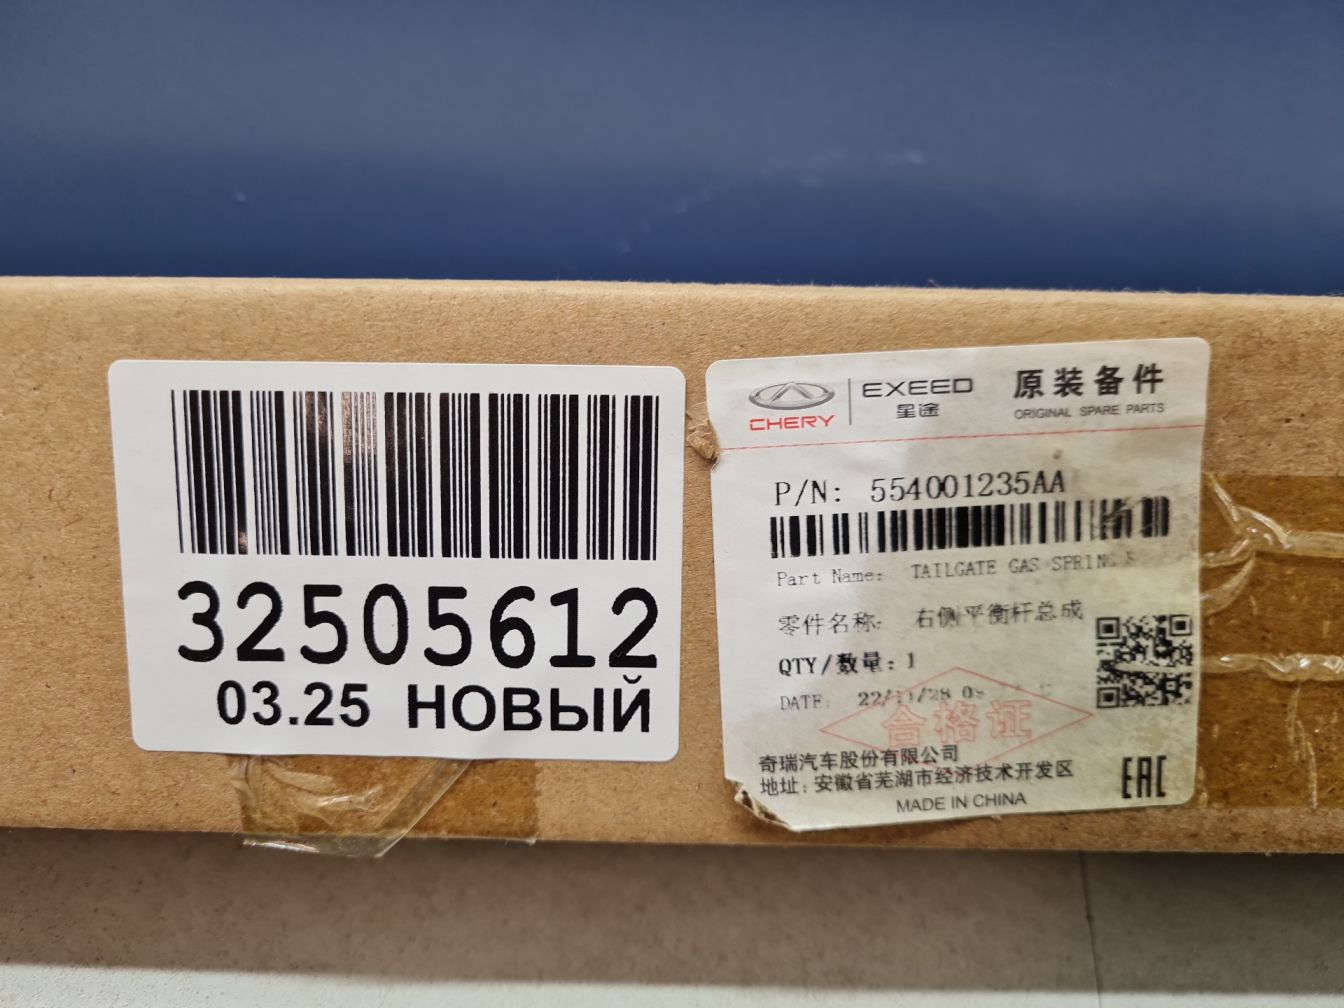 32505612
03.25 НОВЫЙ
CHERY
EXEED
星途
原装备件
ORIGINAL SPARE PARTS
P/N: 554001235AA
Part Name: TAILGATE GAS
零件名称: 右侧平衡杆总成
QTY/数量: 1
DATE:
合格证
奇瑞汽车股份有限公司
地址: 安徽省芜湖市经济技术开发区
MADE IN CHINA
EAC